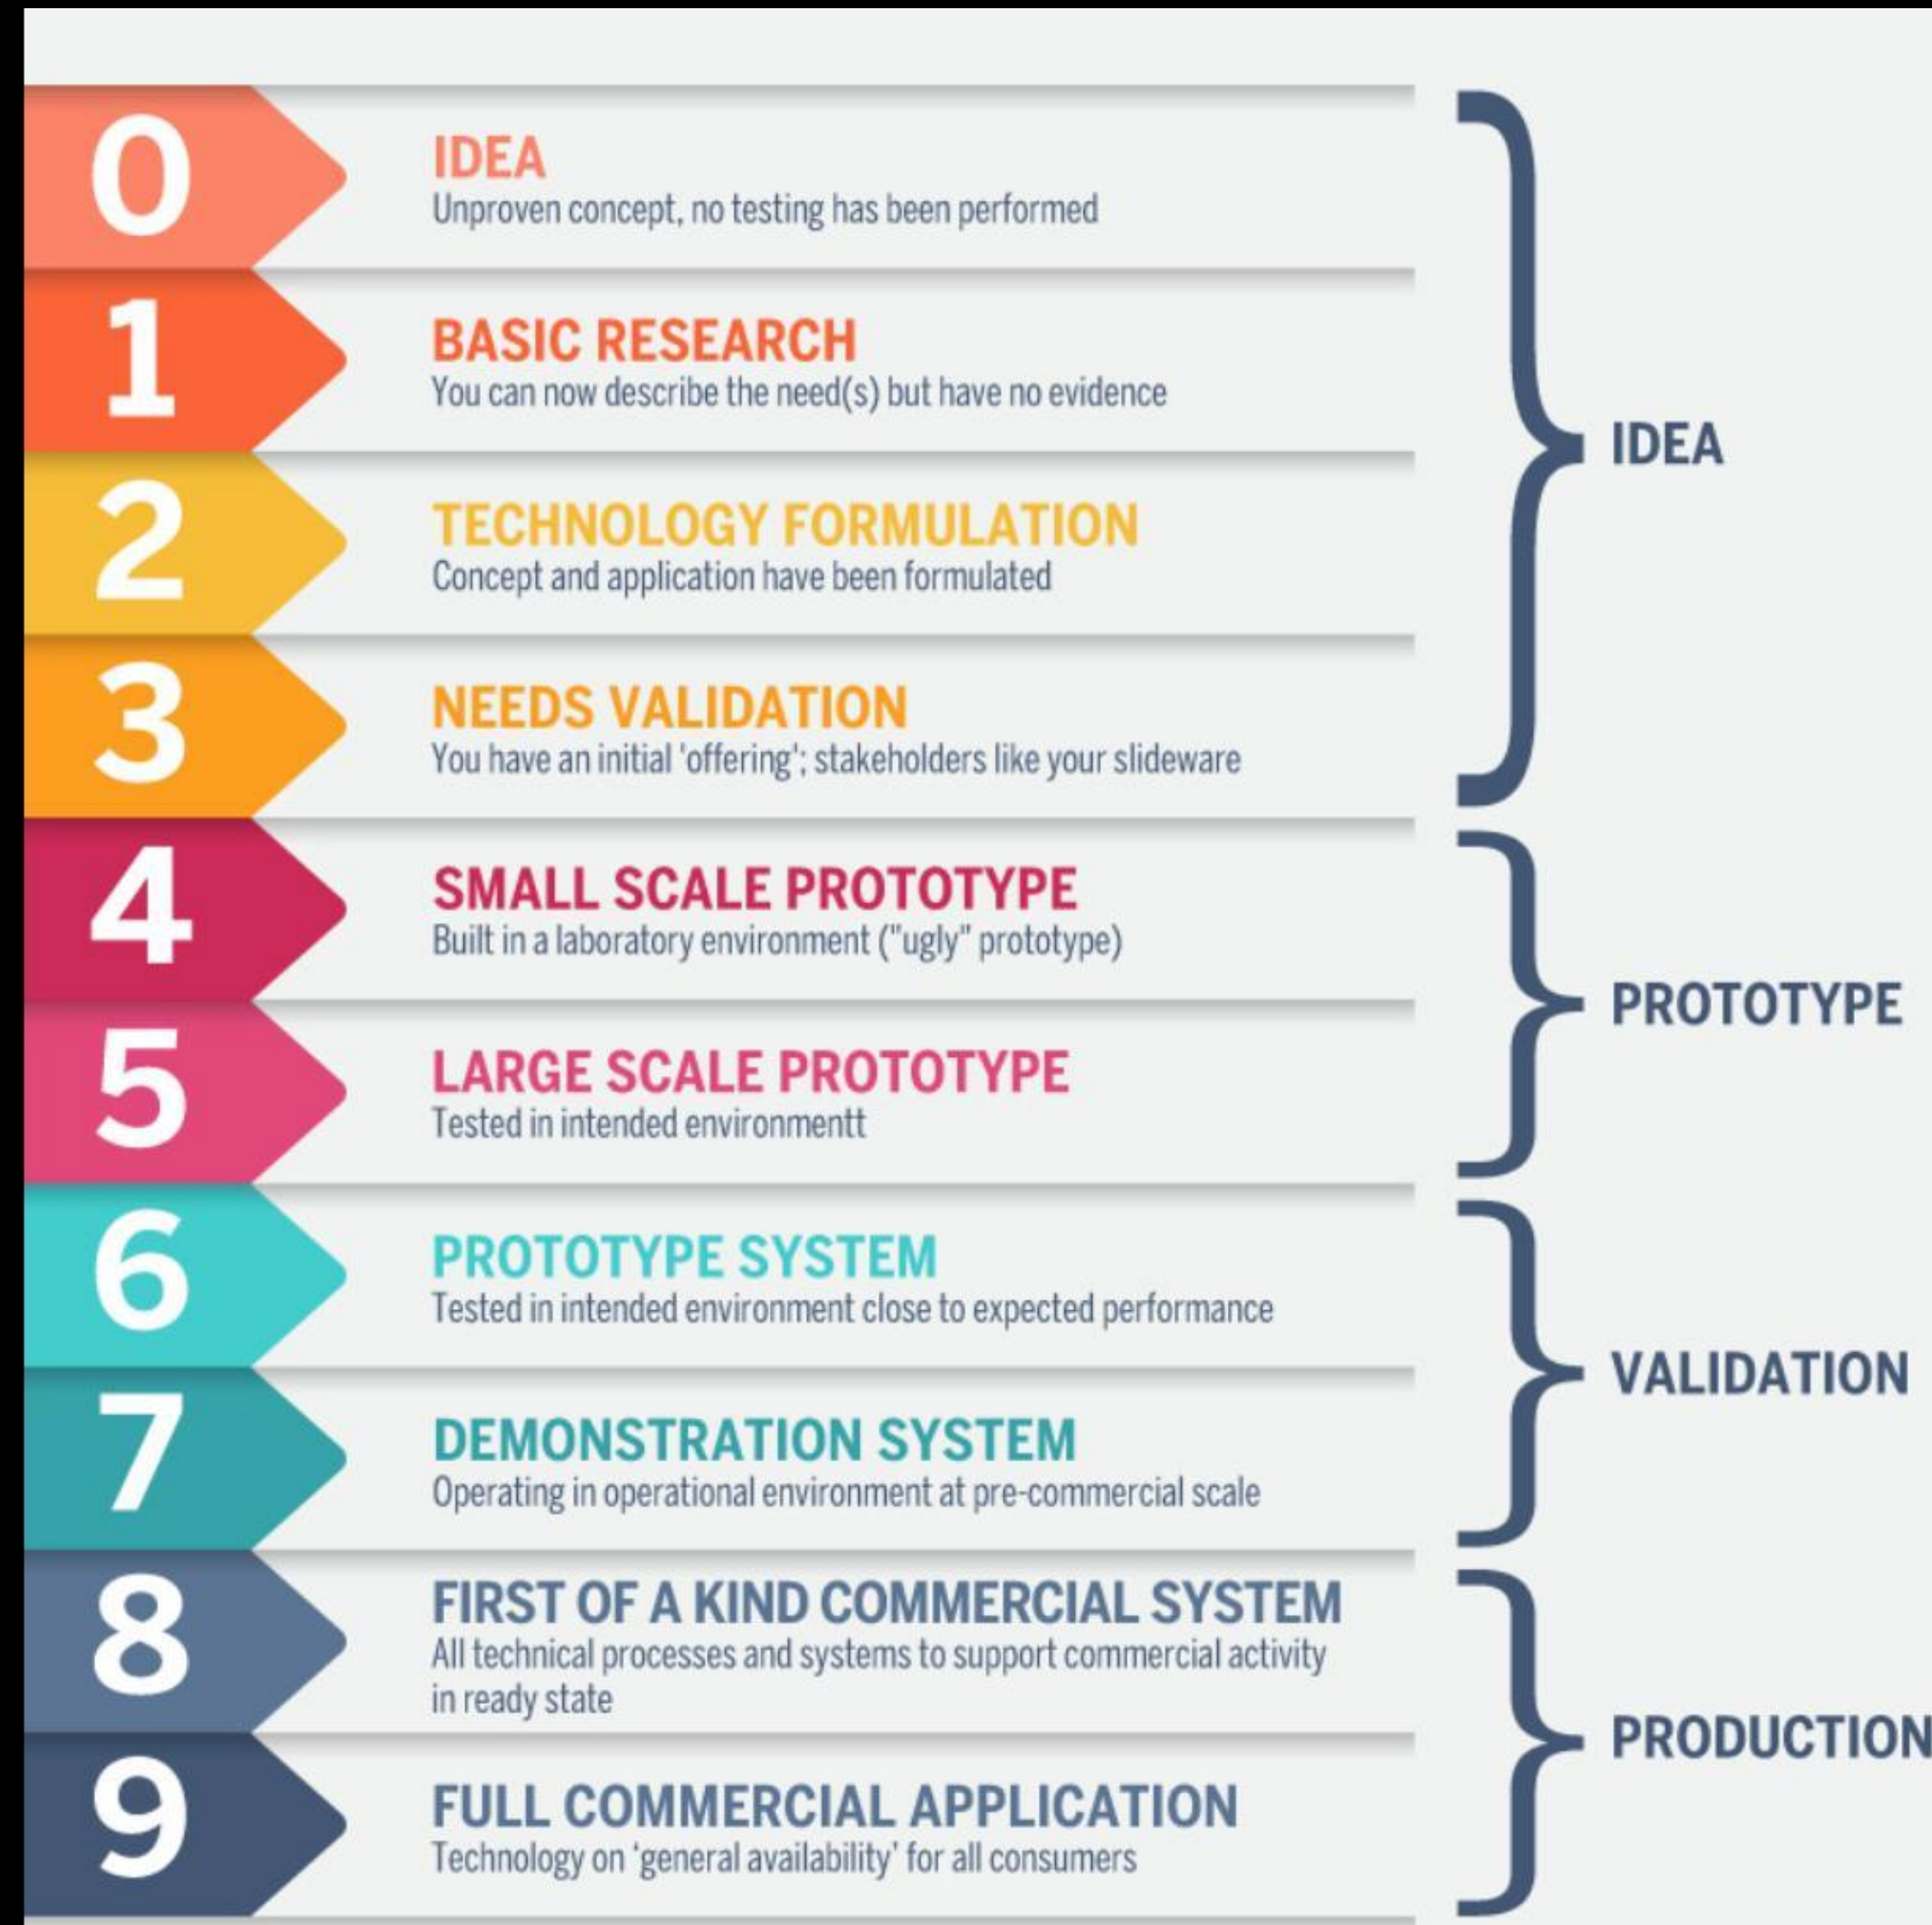 0
IDEA
Unproven concept, no testing has been performed
1
BASIC RESEARCH
You can now describe the need(s) but have no evidence
2
TECHNOLOGY FORMULATION
Concept and application have been formulated
3
NEEDS VALIDATION
You have an initial 'offering'; stakeholders like your slideware
IDEA
4
SMALL SCALE PROTOTYPE
Built in a laboratory environment ("ugly" prototype)
5
LARGE SCALE PROTOTYPE
Tested in intended environmentt
PROTOTYPE
6
PROTOTYPE SYSTEM
Tested in intended environment close to expected performance
7
DEMONSTRATION SYSTEM
Operating in operational environment at pre-commercial scale
VALIDATION
8
FIRST OF A KIND COMMERCIAL SYSTEM
All technical processes and systems to support commercial activity
in ready state
9
FULL COMMERCIAL APPLICATION
Technology on ‘general availability’ for all consumers
PRODUCTION